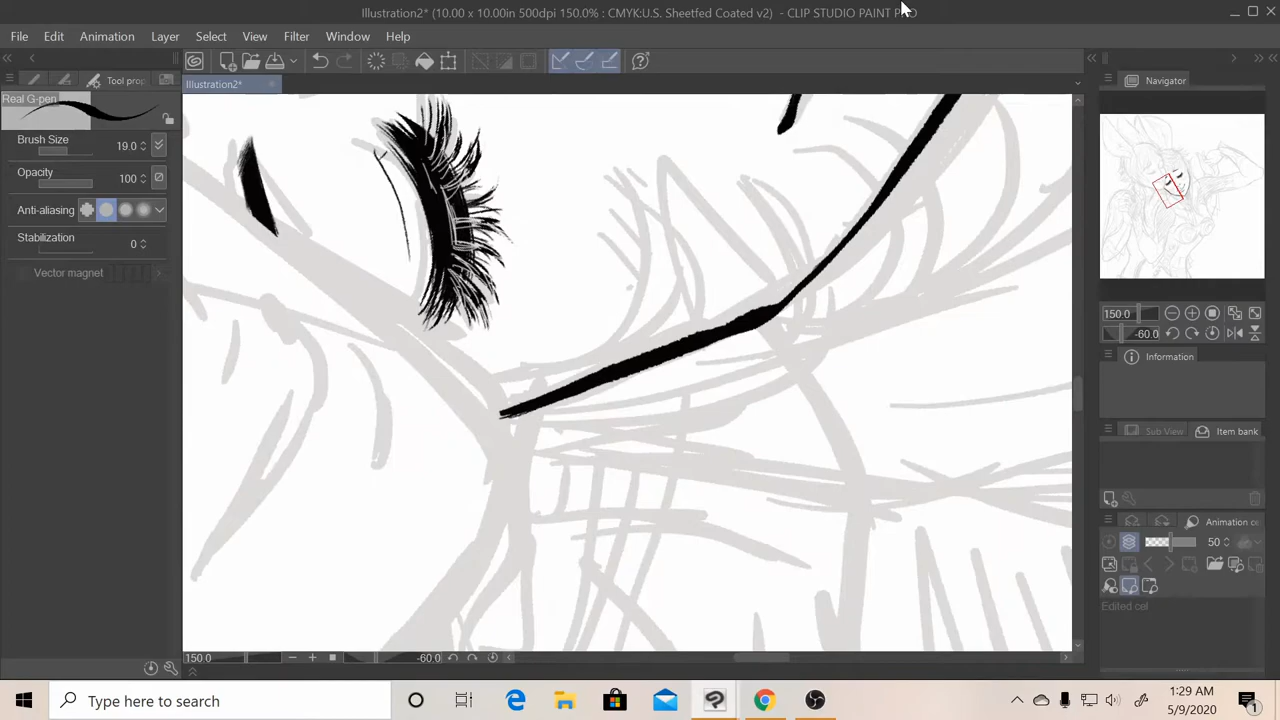 Illustration2* (10.00 x 10.00in 500dpi 150.0% : CMYK:U.S. Sheetfed Coated v2) - CLIP STUDIO PAINT PRO
File Edit Animation Layer Select View Filter Window Help
Tool prop
Illustration2*
Navigator
Real G-pen
Brush Size 19.0
Opacity 100
Anti-aliasing
Stabilization 0
Vector magnet
150.0
-60.0
Information
Sub View Item bank
Animation ce
50
Edited cel
150.0 -60.0
Type here to search
1:29 AM
5/9/2020
1